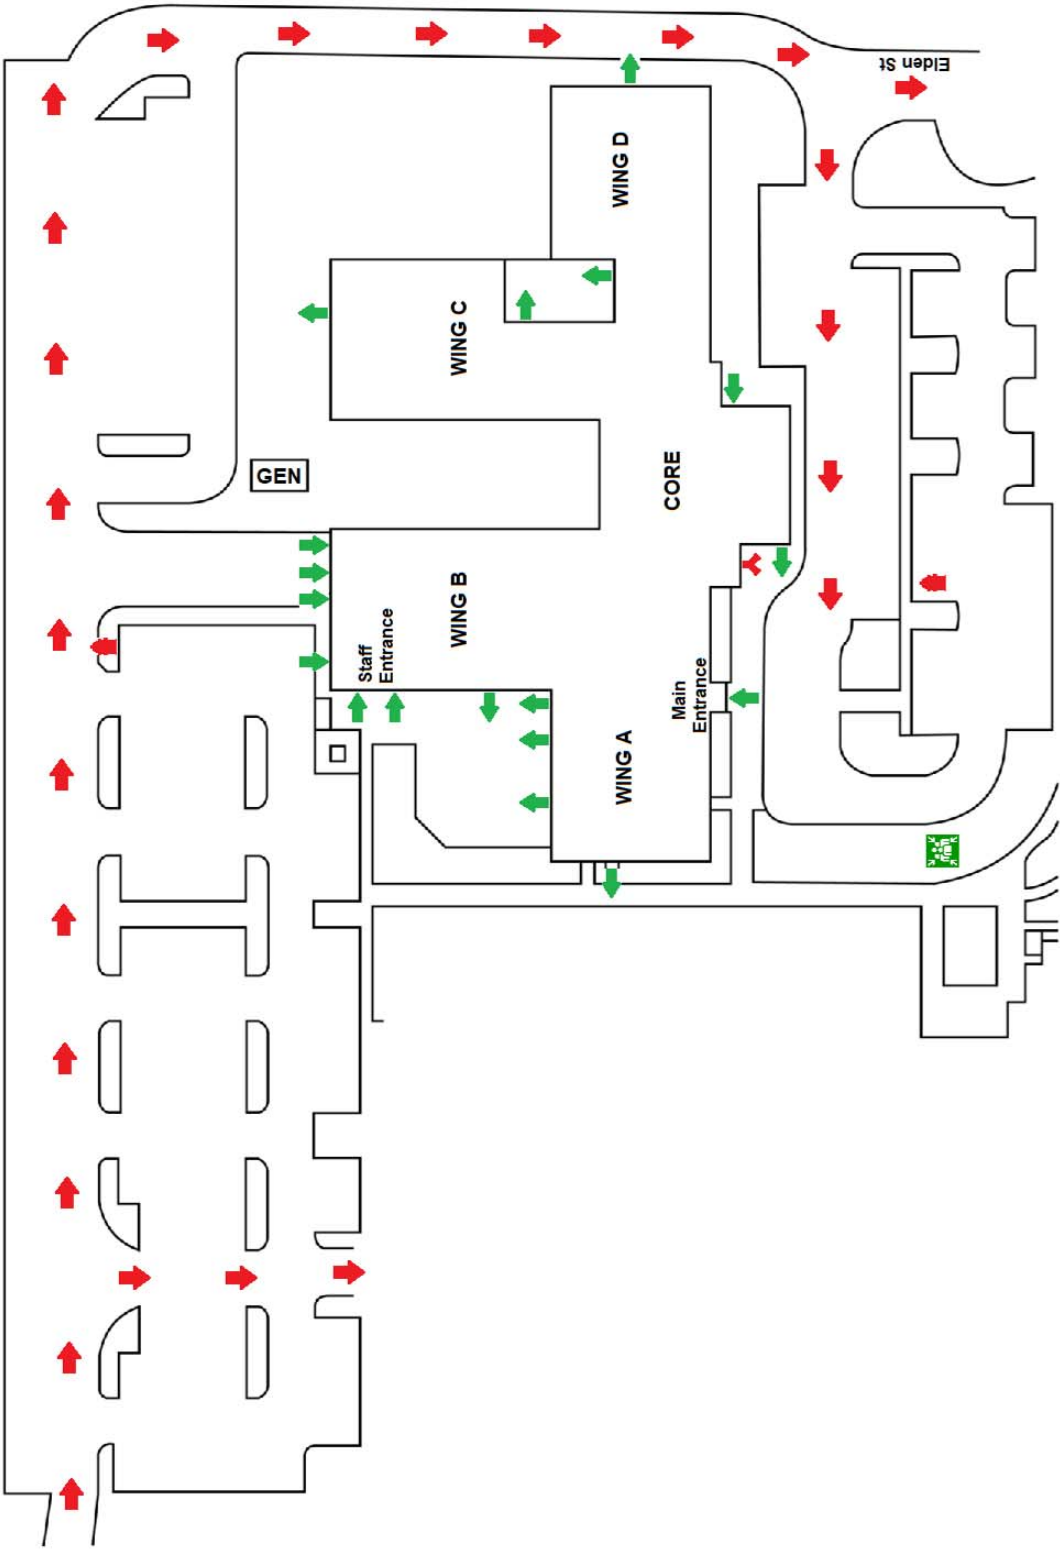 Elden St
WING D
WING C
CORE
GEN
WING B
Staff
Entrance
Main
Entrance
WING A